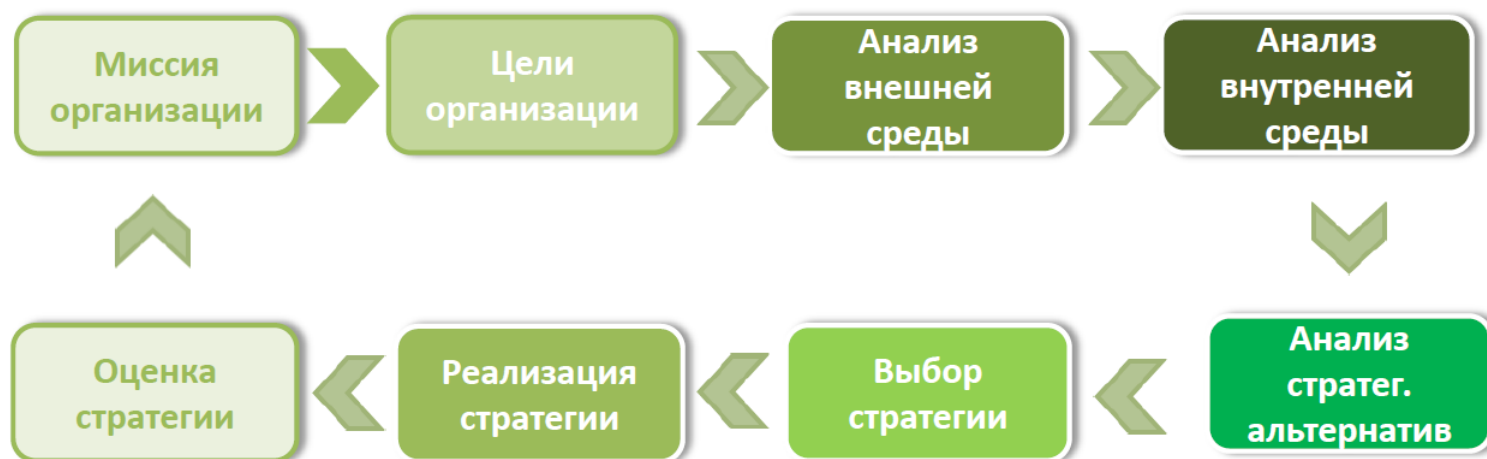 Миссия
организации
Цели
организации
Анализ
внешней
среды
Анализ
внутренней
среды
Оценка
стратегии
Реализация
стратегии
Выбор
стратегии
Анализ
стратег.
альтернатив